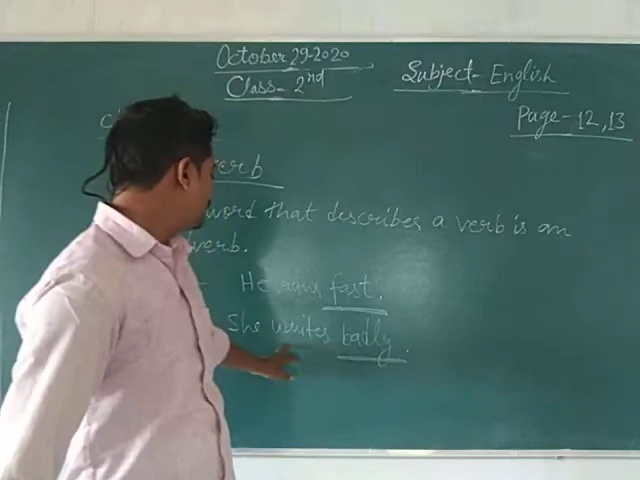 October 29-2020
Class- 2nd
Subject- English
Page- 12,13
word that describes a verb is an
verb.
He runs fast.
She writes badly.